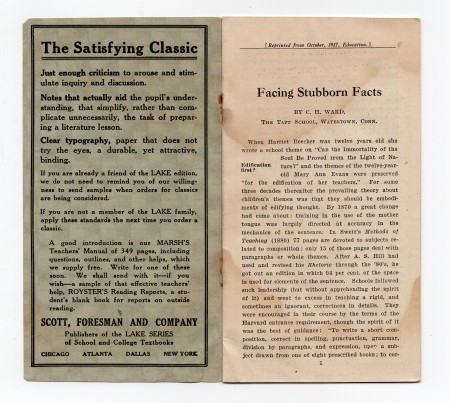 The Satisfying Classic
Just enough criticism to arouse and stim-
ulate inquiry and discussion.
Notes that actually aid the pupil's under-
standing, that simplify, rather than com-
plicate unnecessarily, the task of prepar-
ing a literature lesson.
Clear typography, paper that does not
try the eyes, a durable, yet attractive,
binding.
If you are already a friend of the LAKE edition,
we do not need to remind you of our willing-
ness to send samples when orders for classics
are being considered.
If you are not a member of the LAKE family,
apply these standards the next time you order a
classic.
A good introduction is our MARSH'S
Teachers' Manual of 349 pages, including
questions, outlines, and other helps, which
we supply free. Write for one of these
soon. We shall send with it—if you
wish—a sample of that effective teachers'
help, ROYSTER'S Reading Reports, a stu-
dent's blank book for reports on outside
reading.
SCOTT, FORESMAN AND COMPANY
Publishers of the LAKE SERIES
of School and College Textbooks
CHICAGO ATLANTA DALLAS NEW YORK
[Reprinted from October, 1917, Education.]
Facing Stubborn Facts
BY C. H. WARD,
THE TAFT SCHOOL, WATERTOWN, CONN.
When Harriet Beecher was twelve years old she
wrote a school theme on "Can the Immortality of the
Soul Be Proved from the Light of Na-
Edification
first?
ture?" and the themes of the twelve-year-
old Mary Ann Evans were preserved
"for the edification of her teachers." For some
three decades thereafter the prevailing theory about
children's themes was that they should be embodi-
ments of edifying thought. By 1870 a great change
had come about: training in the use of the mother
tongue was largely directed at accuracy in the
mechanics of the sentence. In Swett's Methods of
Teaching (1880) 77 pages are devoted to subjects re-
lated to composition; only 15 of these pages deal with
paragraphs or whole themes. After A. S. Hill had
used and revised his Rhetoric through the '80's, he
got out an edition in which 94 per cent. of the space
is used for elements of the sentence. Schools followed
such leadership (but without apprehending the spirit
of it) and went to excess in teaching a rigid, and
sometimes an ignorant, correctness in details. They
were encouraged in their course by the terms of the
Harvard entrance requirement, though the spirit of it
was the best of guidance: "To write a short com-
position, correct in spelling, punctuation, grammar,
division by paragraphs, and expression, upon a sub-
ject drawn from one of eight prescribed books; to cor-
1